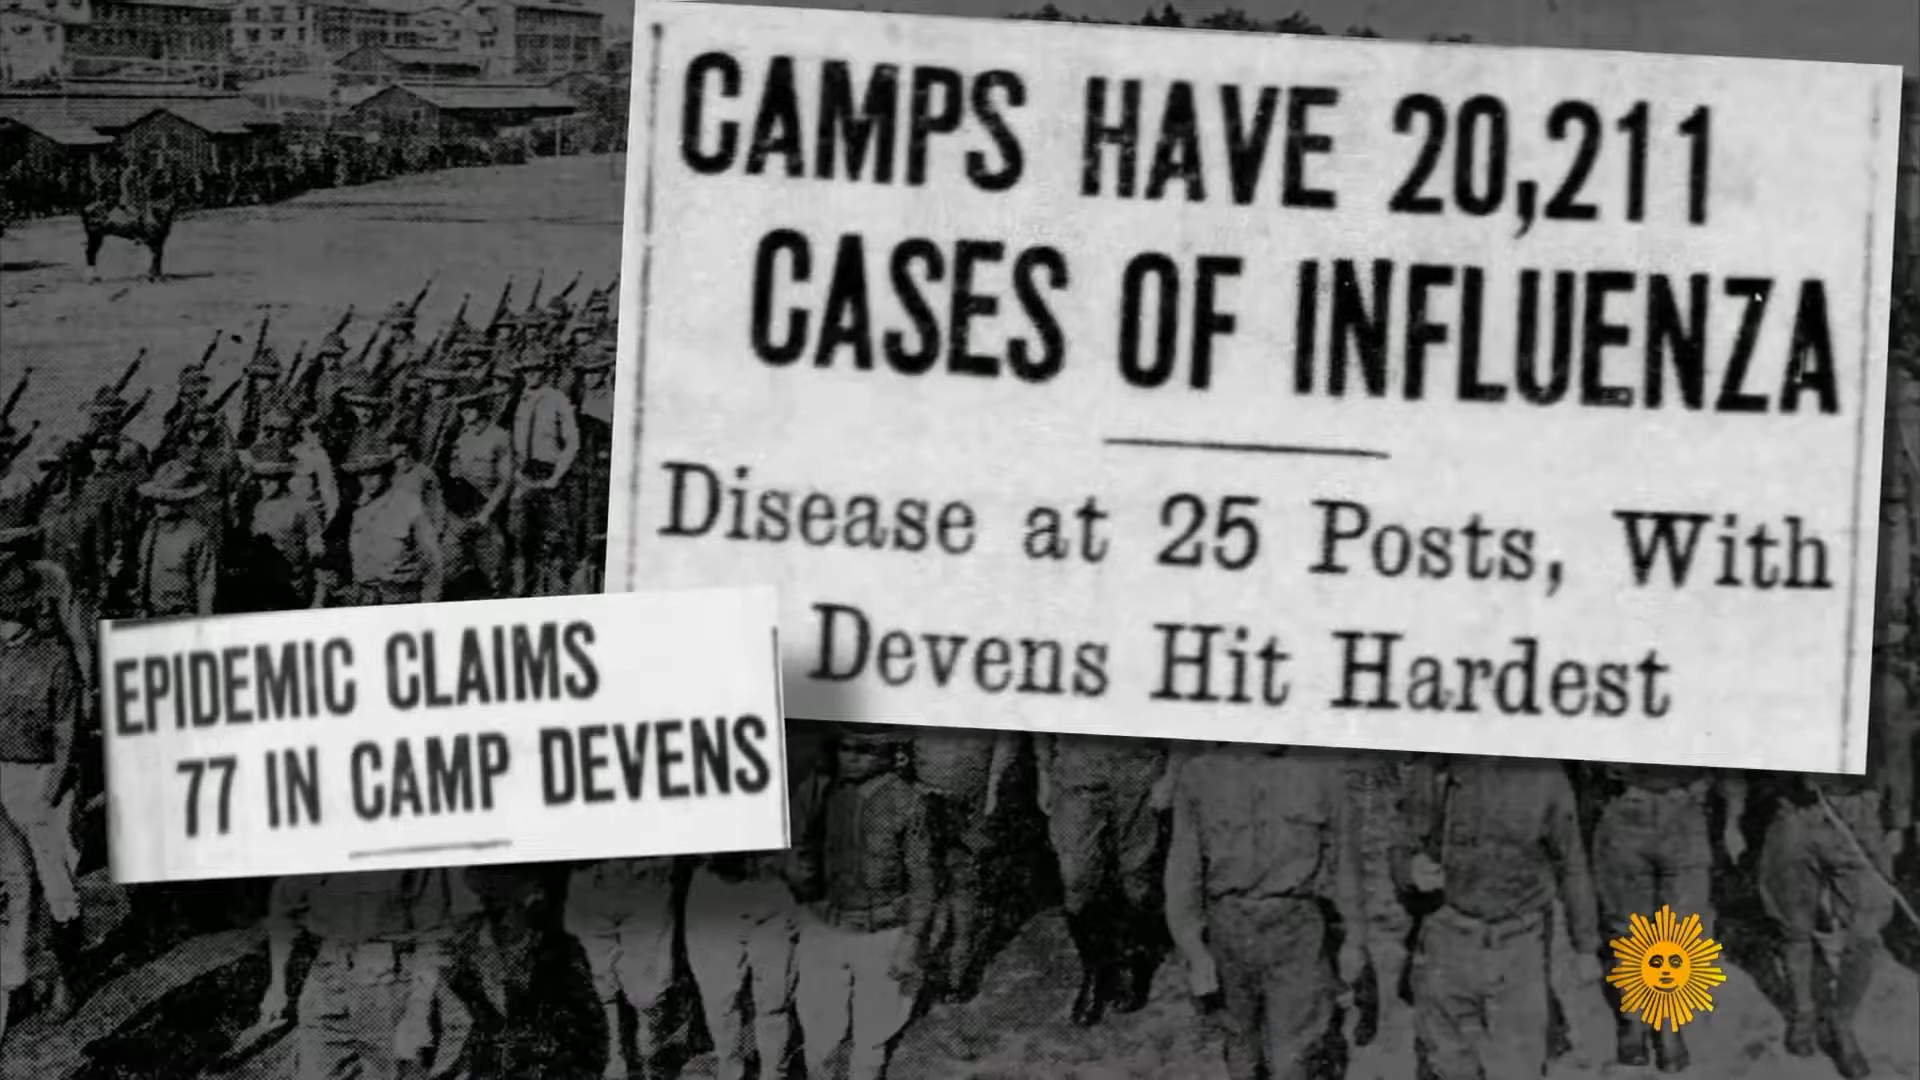 CAMPS HAVE 20,211
CASES OF INFLUENZA
Disease at 25 Posts, With
Devens Hit Hardest
EPIDEMIC CLAIMS
77 IN CAMP DEVENS